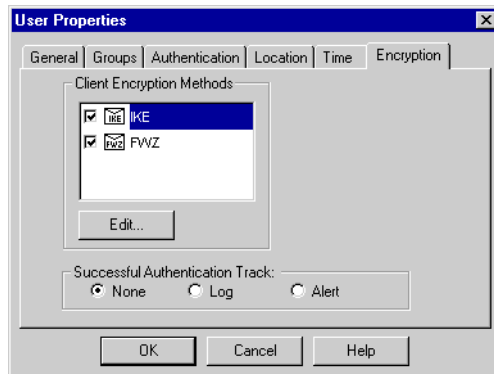 User Properties
General Groups Authentication Location Time Encryption
Client Encryption Methods
IKE IKE
FWZ FWZ
Edit...
Successful Authentication Track:
None Log Alert
OK Cancel Help